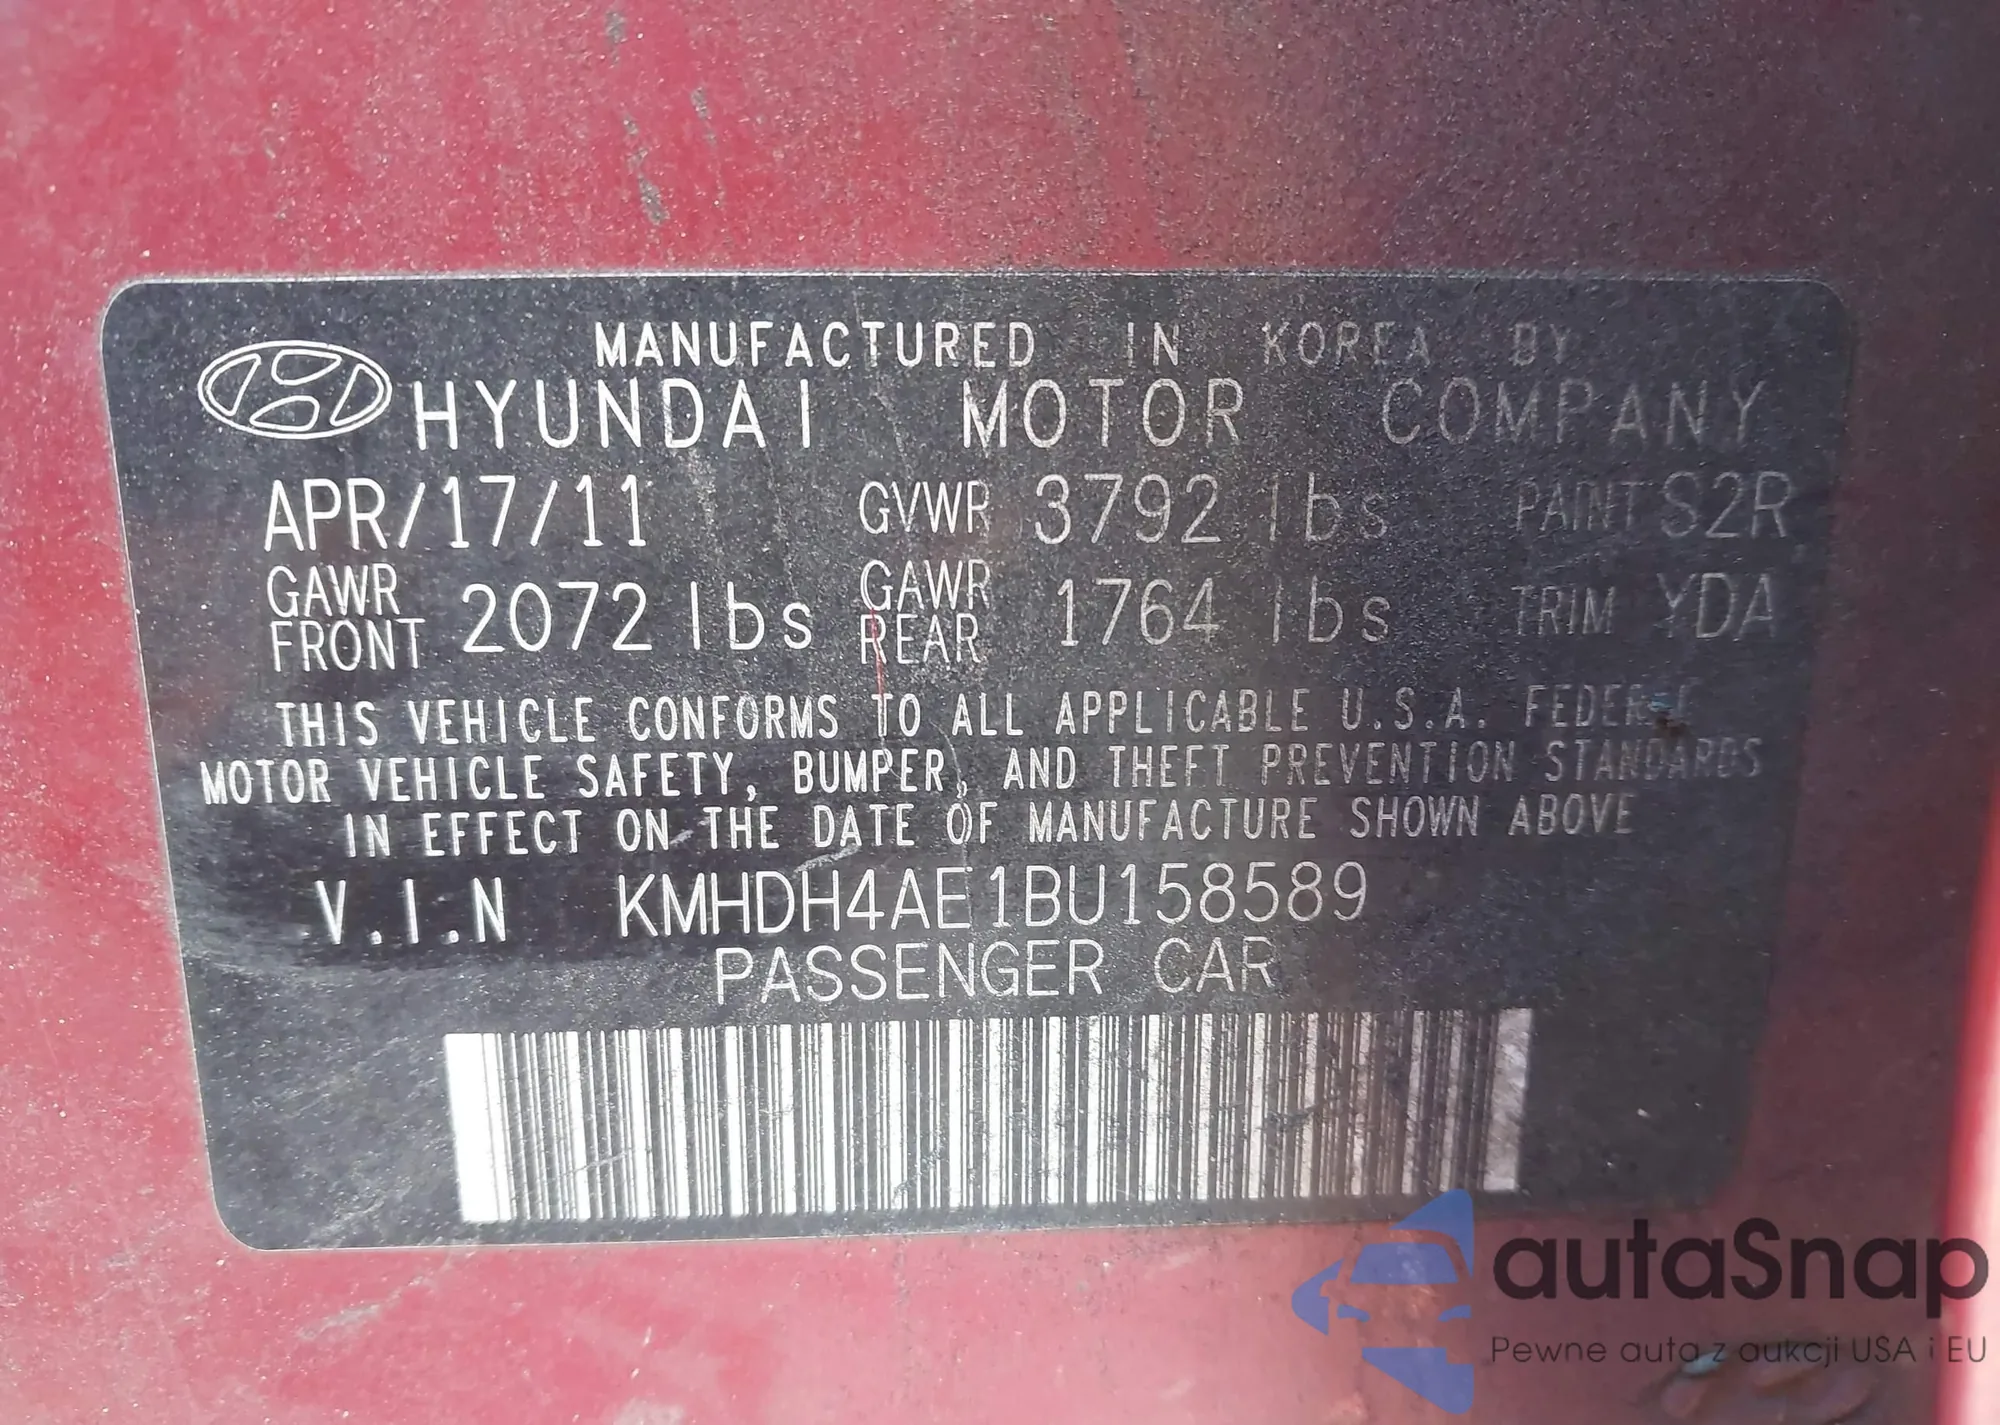 MANUFACTURED IN KOREA BY
HYUNDAI MOTOR COMPANY
APR/17/11 GVWR 3792 lbs PAINT S2R
GAWR FRONT 2072 lbs GAWR REAR 1764 lbs TRIM YDA
THIS VEHICLE CONFORMS TO ALL APPLICABLE U.S.A. FEDERAL
MOTOR VEHICLE SAFETY, BUMPER, AND THEFT PREVENTION STANDARDS
IN EFFECT ON THE DATE OF MANUFACTURE SHOWN ABOVE
V.I.N KMHDH4AE1BU158589
PASSENGER CAR
autaSnap
Pewne auta z aukcji USA i EU